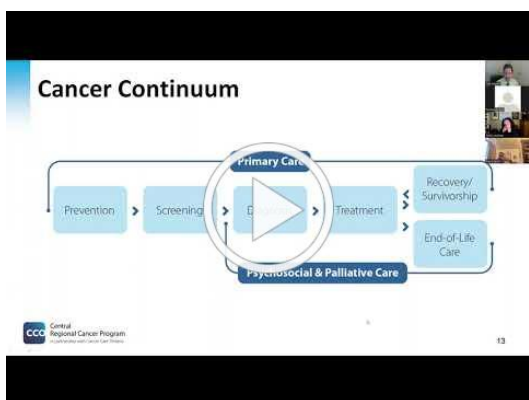 Cancer Continuum
Primary Care
Prevention
Screening
Treatment
Recovery/
Survivorship
End-of-Life
Care
Psychosocial & Palliative Care
CCO
Central
Regional Cancer Program
13